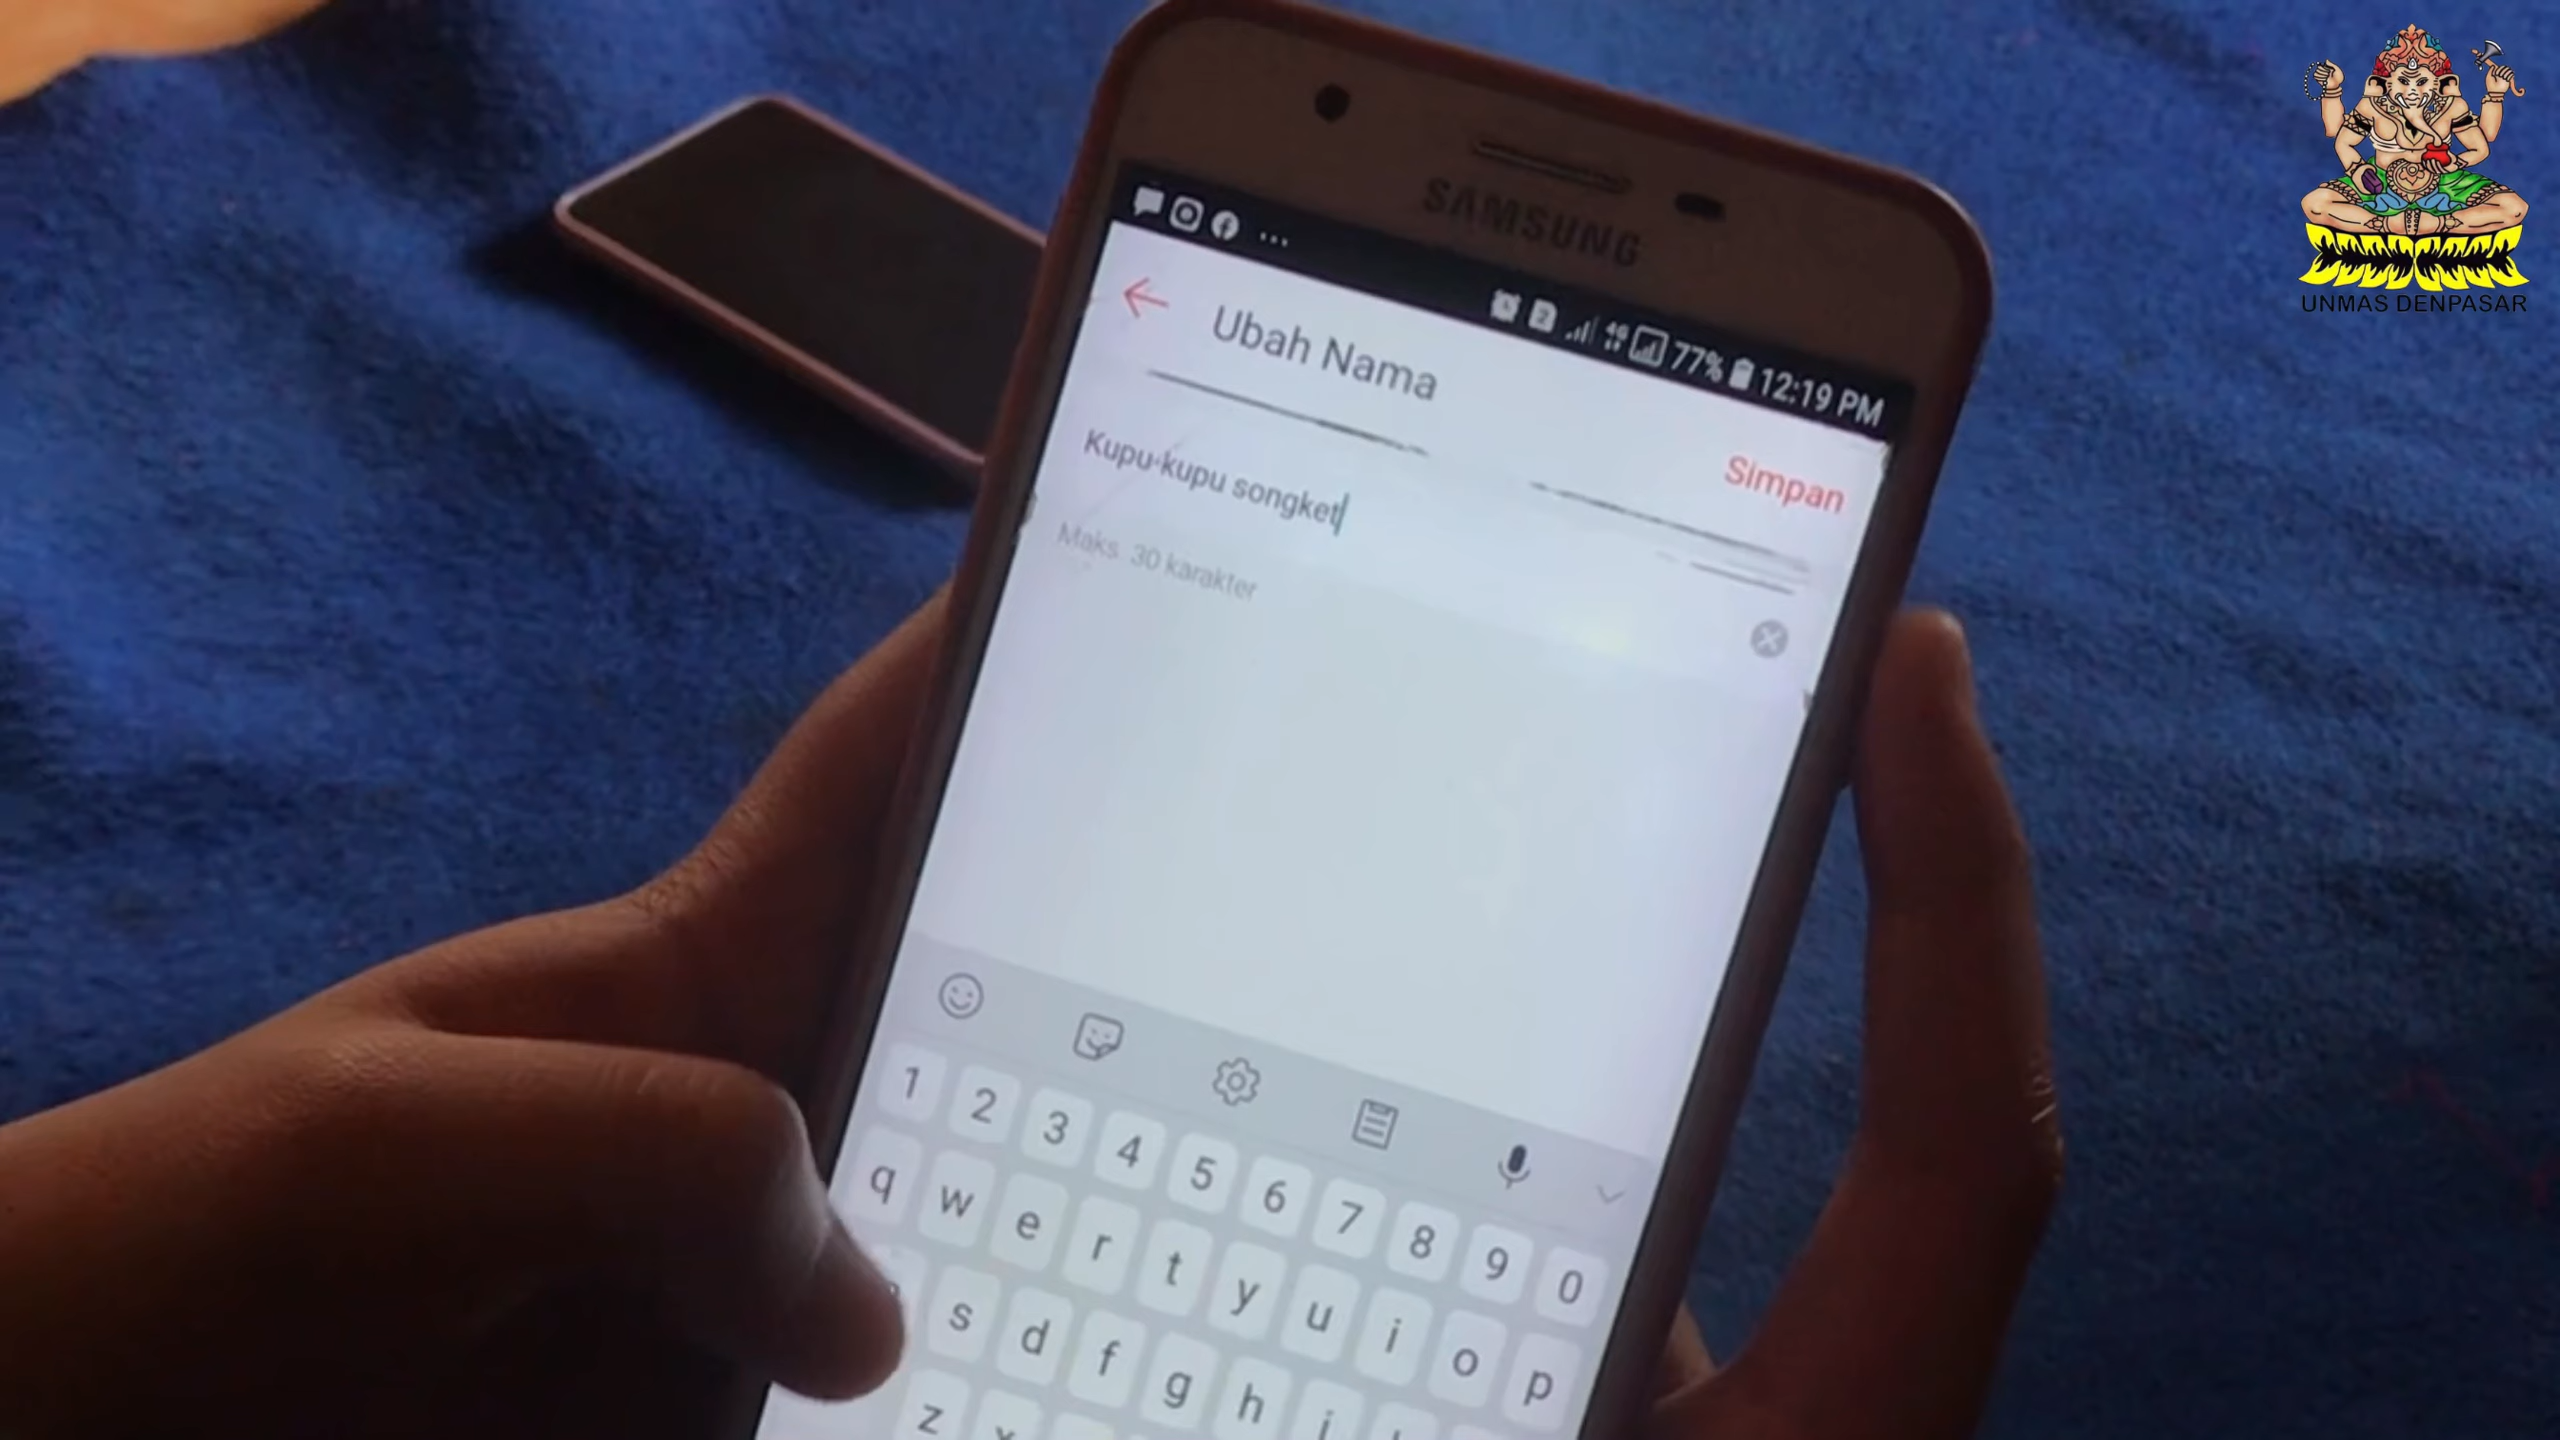 UNMAS DENPASAR
SAMSUNG
4G 77% 12:19 PM
Ubah Nama
Simpan
Kupu-kupu songket
Maks. 30 karakter
1 2 3 4 5 6 7 8 9 0
q w e r t y u i o p
s d f g h j
z x